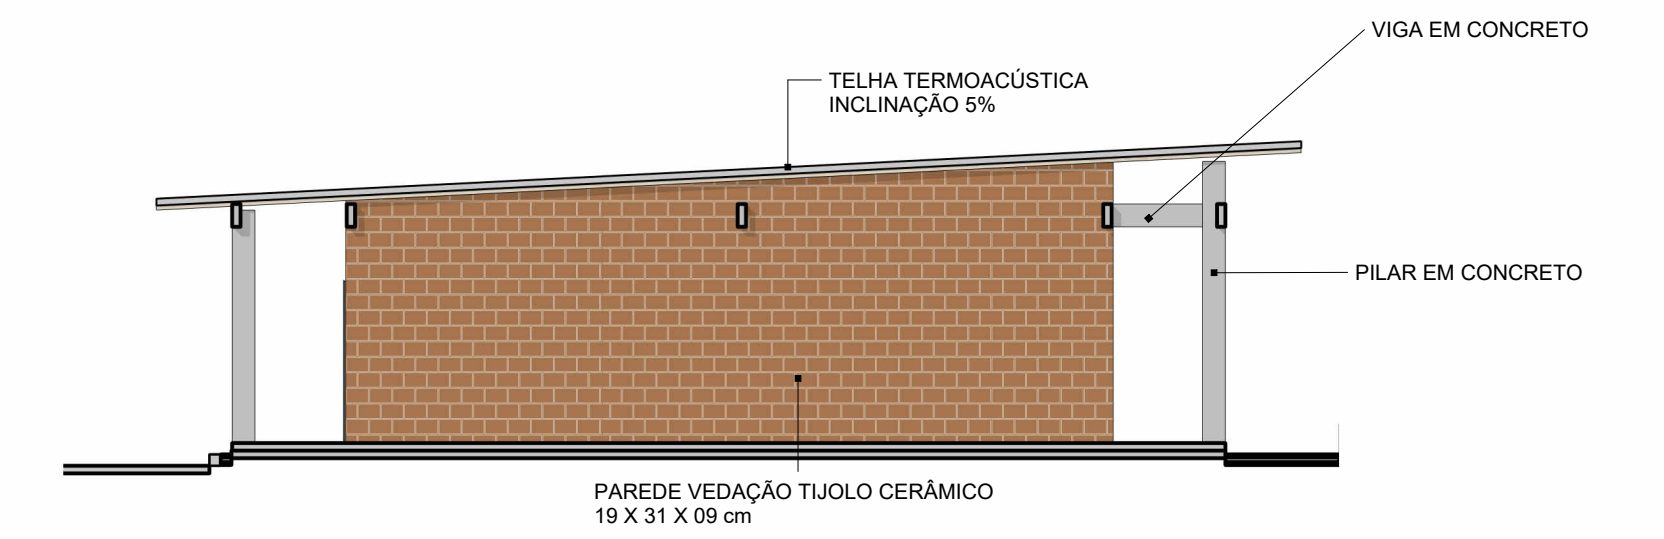 VIGA EM CONCRETO
TELHA TERMOACÚSTICA
INCLINAÇÃO 5%
PILAR EM CONCRETO
PAREDE VEDAÇÃO TIJOLO CERÂMICO
19 X 31 X 09 cm